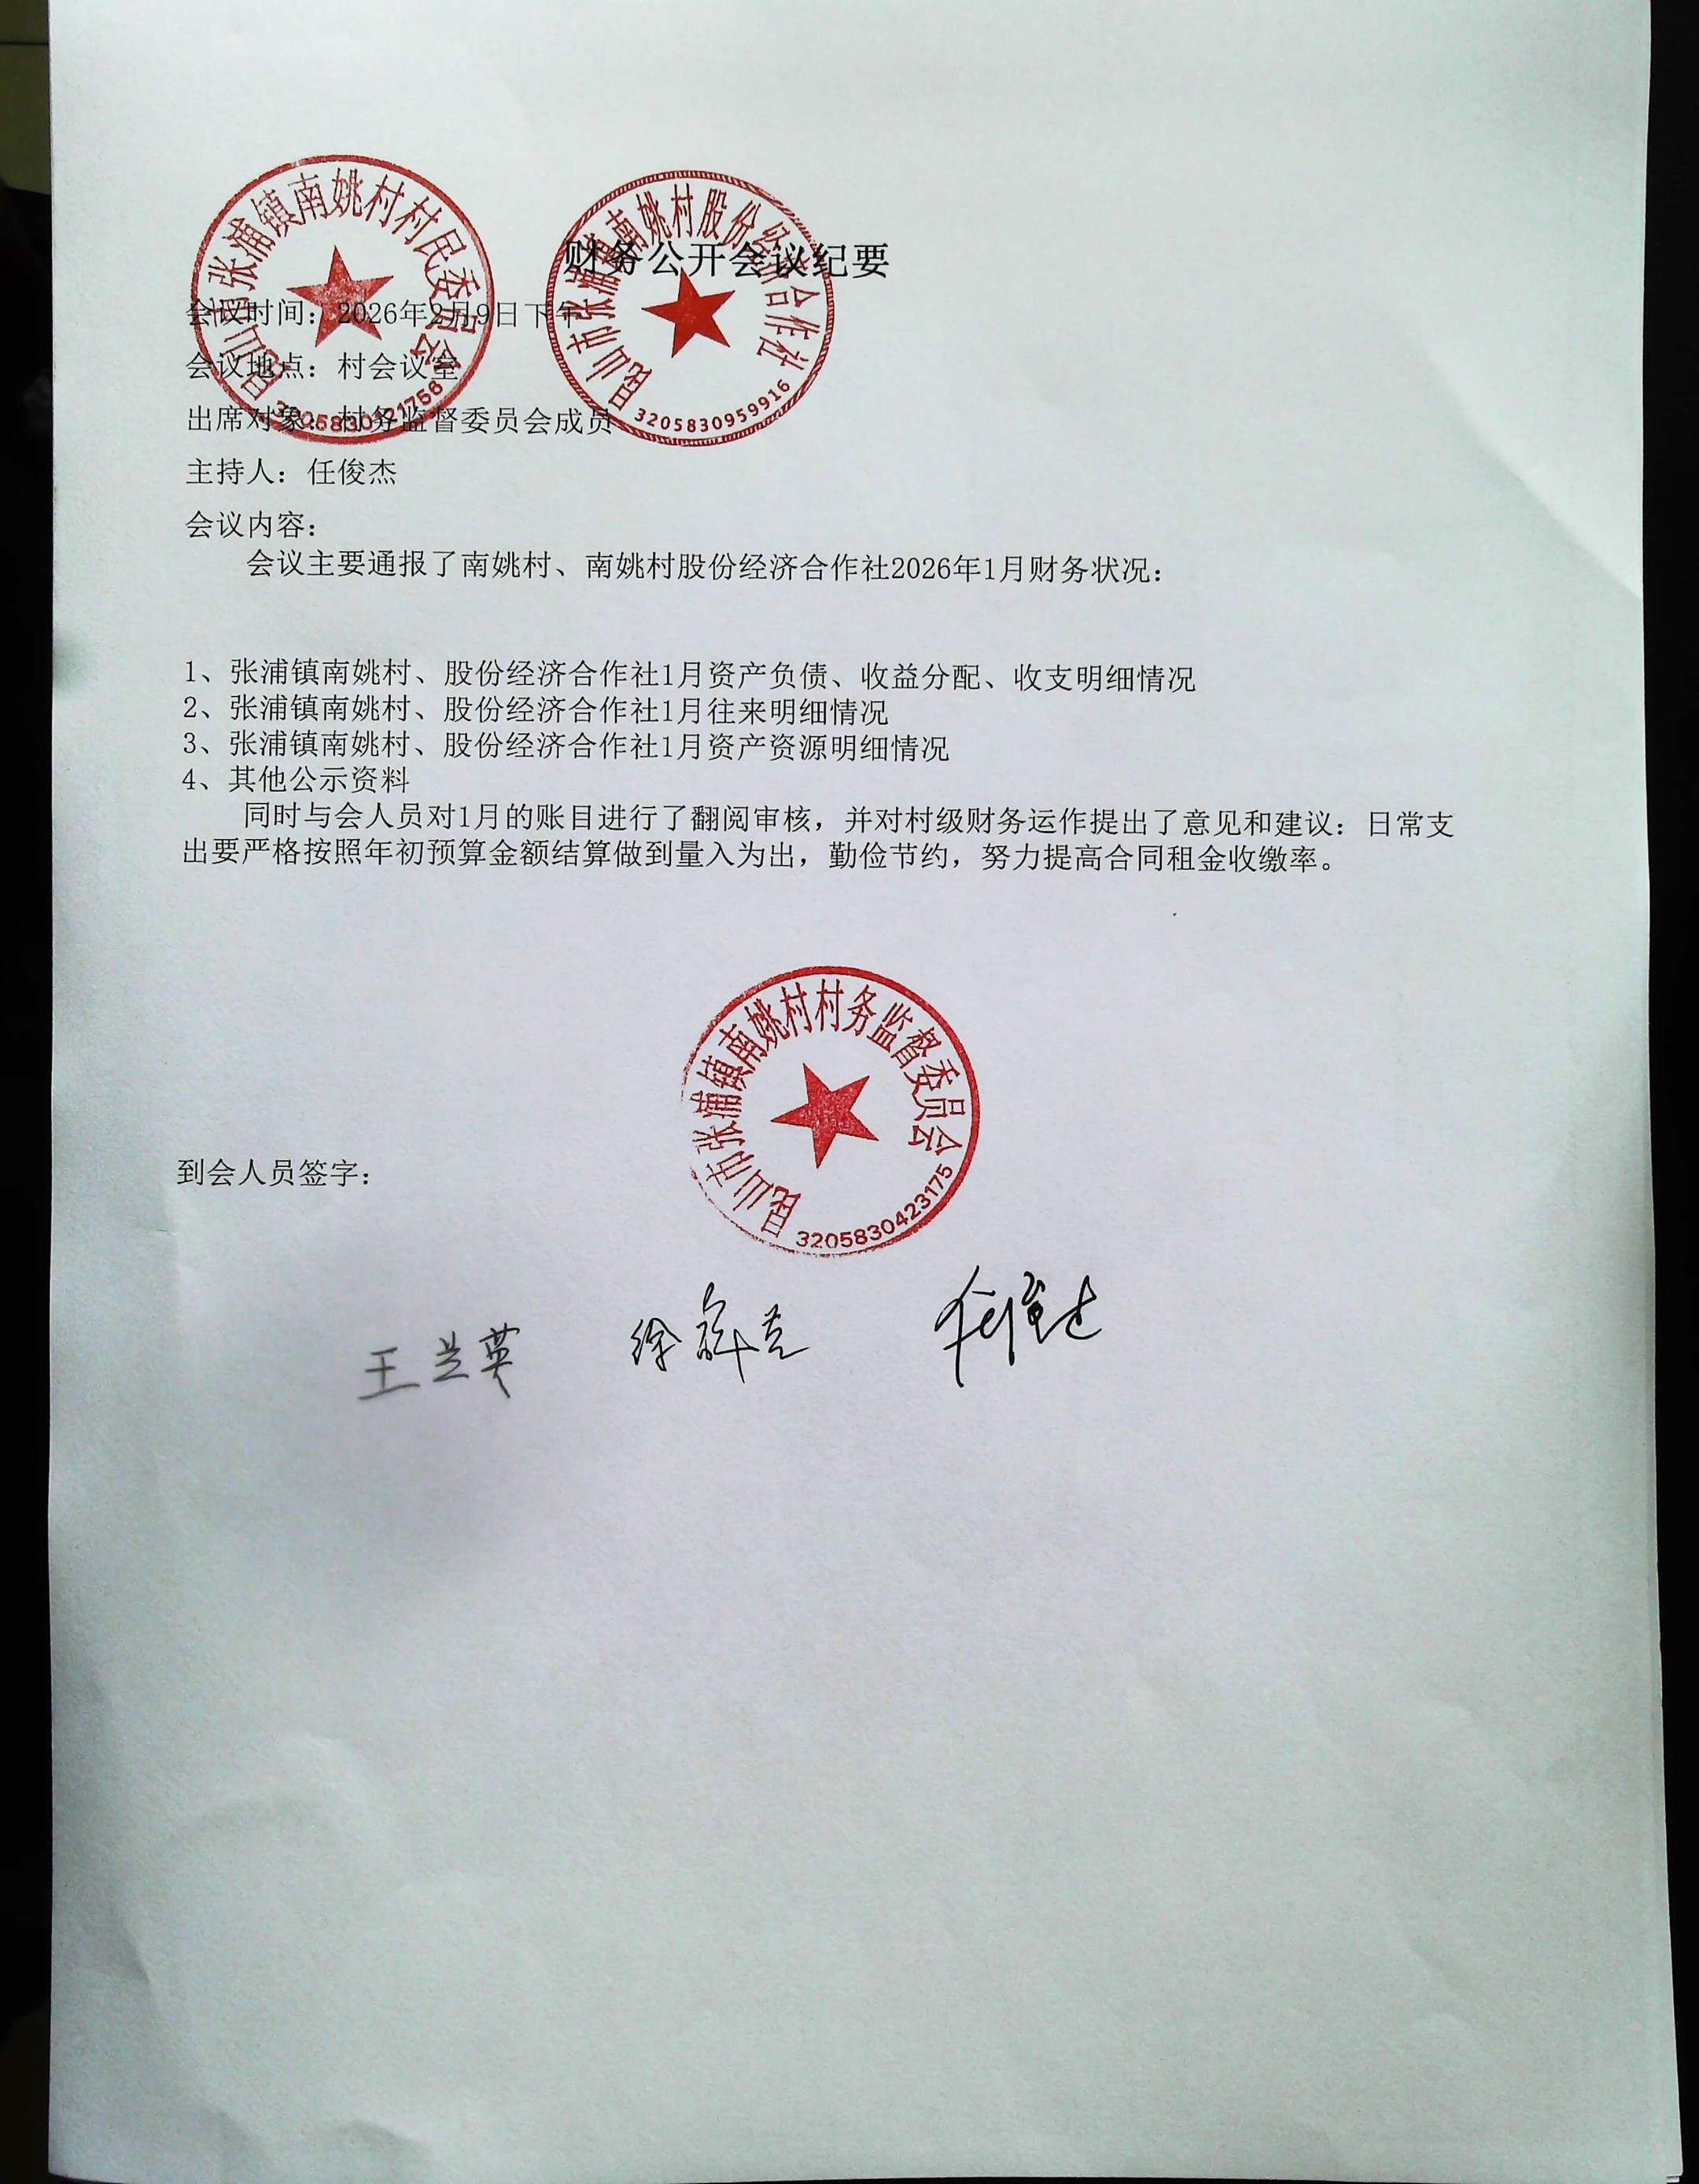 昆山市张浦镇南姚村村民委员会
昆山市张浦镇南姚村股份经济合作社
3205830959916
财务公开会议纪要
会议时间：2026年2月9日下午
会议地点：村会议室
出席对象：村务监督委员会成员
主持人：任俊杰
会议内容：
会议主要通报了南姚村、南姚村股份经济合作社2026年1月财务状况：
1、张浦镇南姚村、股份经济合作社1月资产负债、收益分配、收支明细情况
2、张浦镇南姚村、股份经济合作社1月往来明细情况
3、张浦镇南姚村、股份经济合作社1月资产资源明细情况
4、其他公示资料
同时与会人员对1月的账目进行了翻阅审核，并对村级财务运作提出了意见和建议：日常支
出要严格按照年初预算金额结算做到量入为出，勤俭节约，努力提高合同租金收缴率。
昆山市张浦镇南姚村村务监督委员会
3205830423175
到会人员签字：
王兰英